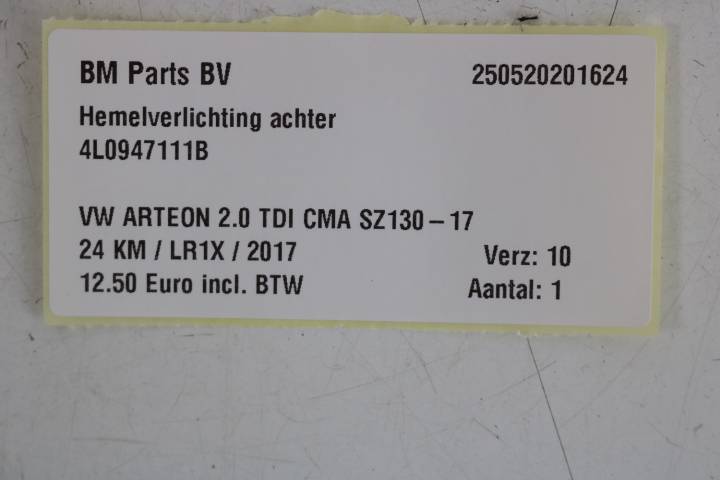 BM Parts BV 250520201624
Hemelverlichting achter
4L0947111B
VW ARTEON 2.0 TDI CMA SZ130-17
24 KM / LR1X / 2017 Verz: 10
12.50 Euro incl. BTW Aantal: 1